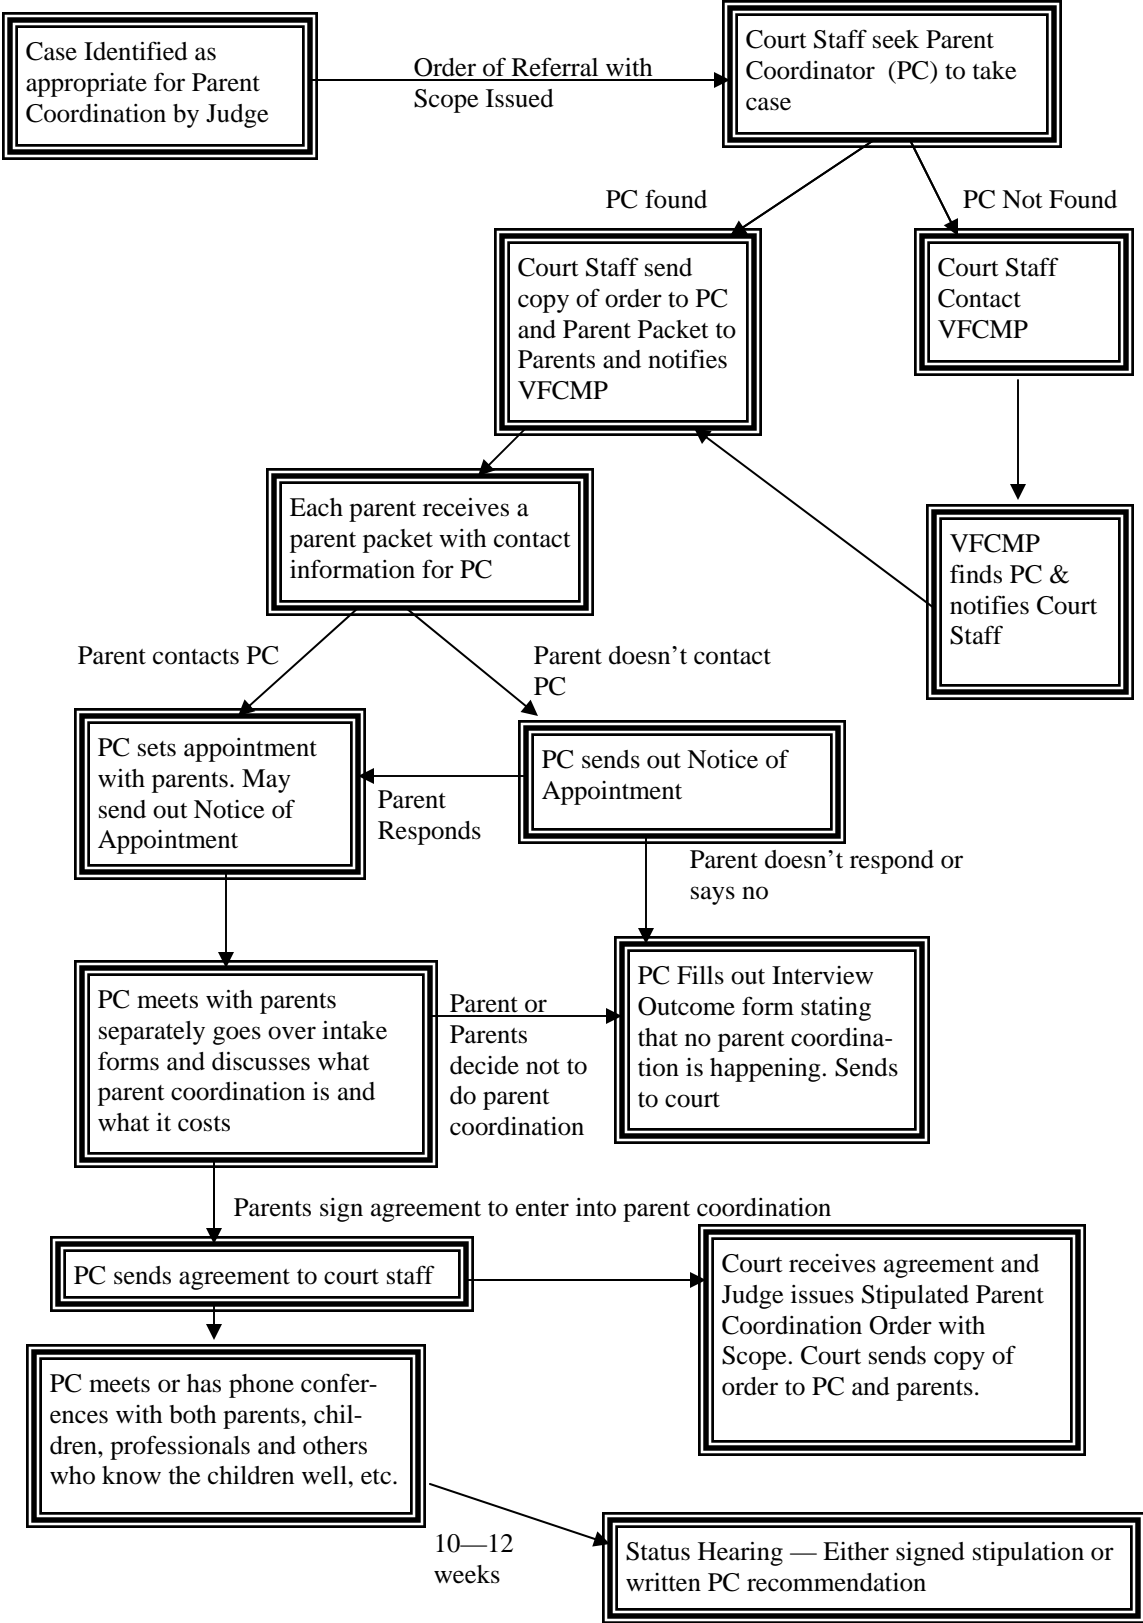 Case Identified as
appropriate for Parent
Coordination by Judge
Order of Referral with
Scope Issued
Court Staff seek Parent
Coordinator (PC) to take
case
PC found
PC Not Found
Court Staff send
copy of order to PC
and Parent Packet to
Parents and notifies
VFCMP
Court Staff
Contact
VFCMP
Each parent receives a
parent packet with contact
information for PC
VFCMP
finds PC &
notifies Court
Staff
Parent contacts PC
Parent doesn’t contact
PC
PC sets appointment
with parents. May
send out Notice of
Appointment
Parent
Responds
PC sends out Notice of
Appointment
Parent doesn’t respond or
says no
PC meets with parents
separately goes over intake
forms and discusses what
parent coordination is and
what it costs
Parent or
Parents
decide not to
do parent
coordination
PC Fills out Interview
Outcome form stating
that no parent coordina-
tion is happening. Sends
to court
Parents sign agreement to enter into parent coordination
PC sends agreement to court staff
Court receives agreement and
Judge issues Stipulated Parent
Coordination Order with
Scope. Court sends copy of
order to PC and parents.
PC meets or has phone confer-
ences with both parents, chil-
dren, professionals and others
who know the children well, etc.
10—12
weeks
Status Hearing — Either signed stipulation or
written PC recommendation